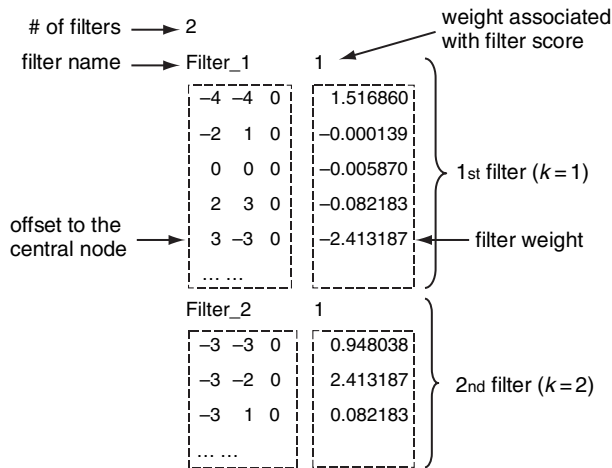 # of filters 2
weight associated
with filter score
filter name Filter_1 1
–4 –4 0 1.516860
–2 1 0 –0.000139
0 0 0 –0.005870
1st filter (k = 1)
2 3 0 –0.082183
offset to the
central node
3 –3 0 –2.413187 filter weight
... ...
Filter_2 1
–3 –3 0 0.948038
–3 –2 0 2.413187
2nd filter (k = 2)
–3 1 0 0.082183
... ...